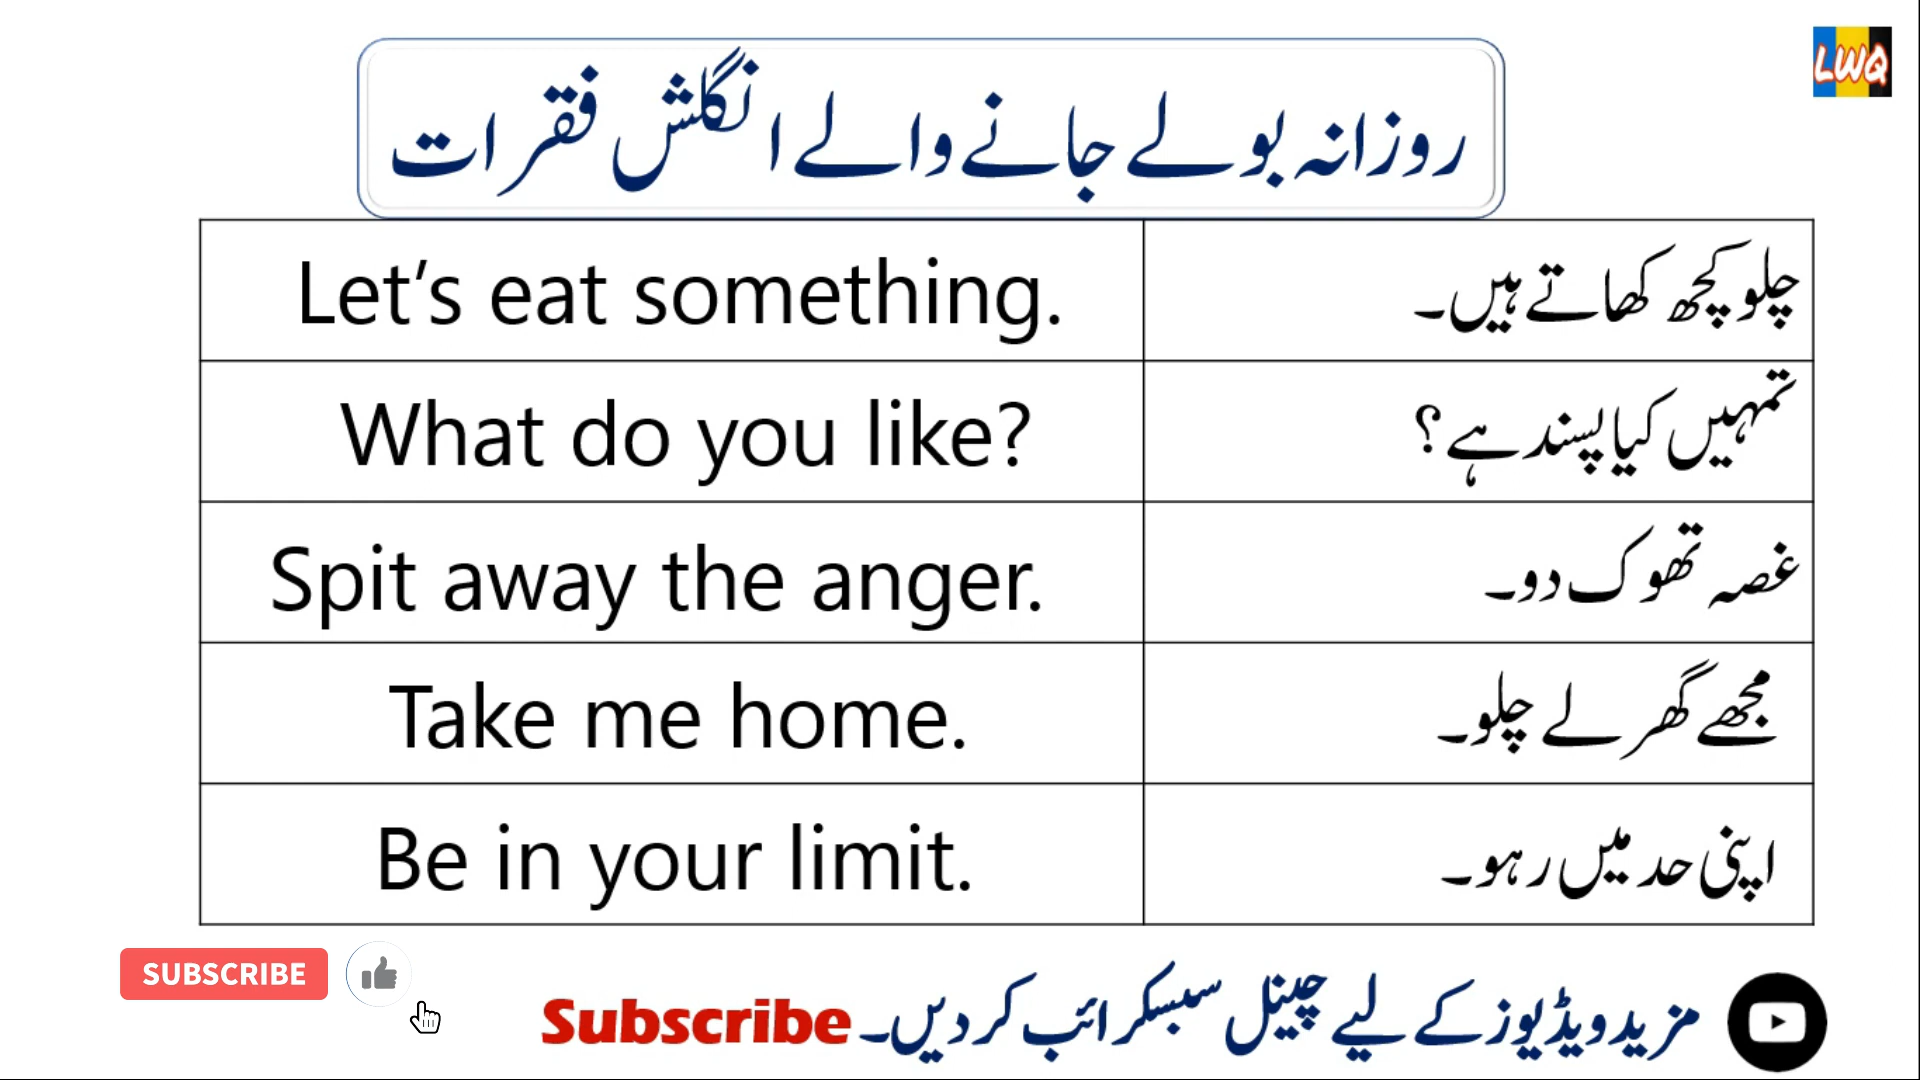 LWQ
روزانہ بولے جانے والے انگلش فقرات
Let’s eat something.
چلو کچھ کھاتے ہیں۔
What do you like?
تمہیں کیا پسند ہے؟
Spit away the anger.
غصہ تھوک دو۔
Take me home.
مجھے گھر لے چلو۔
Be in your limit.
اپنی حد میں رہو۔
SUBSCRIBE
مزید ویڈیوز کے لیے چینل سبسکرائب کر دیں۔ Subscribe